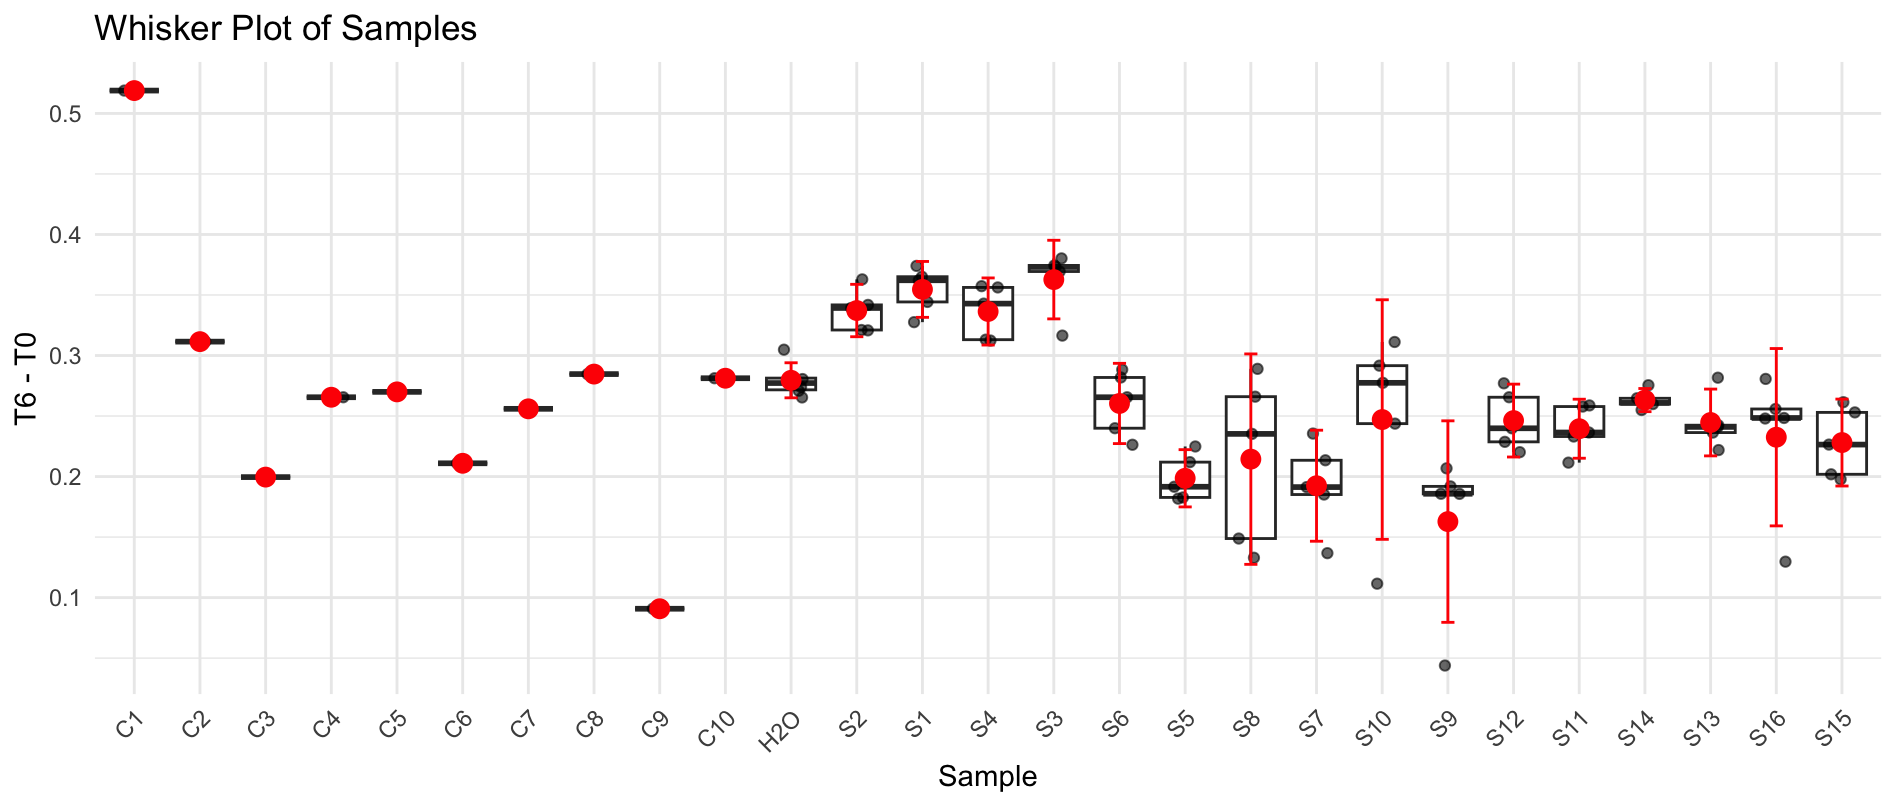 Whisker Plot of Samples
T6 - T0
0.5
0.4
0.3
0.2
0.1
C1 C2 C3 C4 C5 C6 C7 C8 C9 C10 H2O S2 S1 S4 S3 S6 S5 S8 S7 S10 S9 S12 S11 S14 S13 S16 S15
Sample